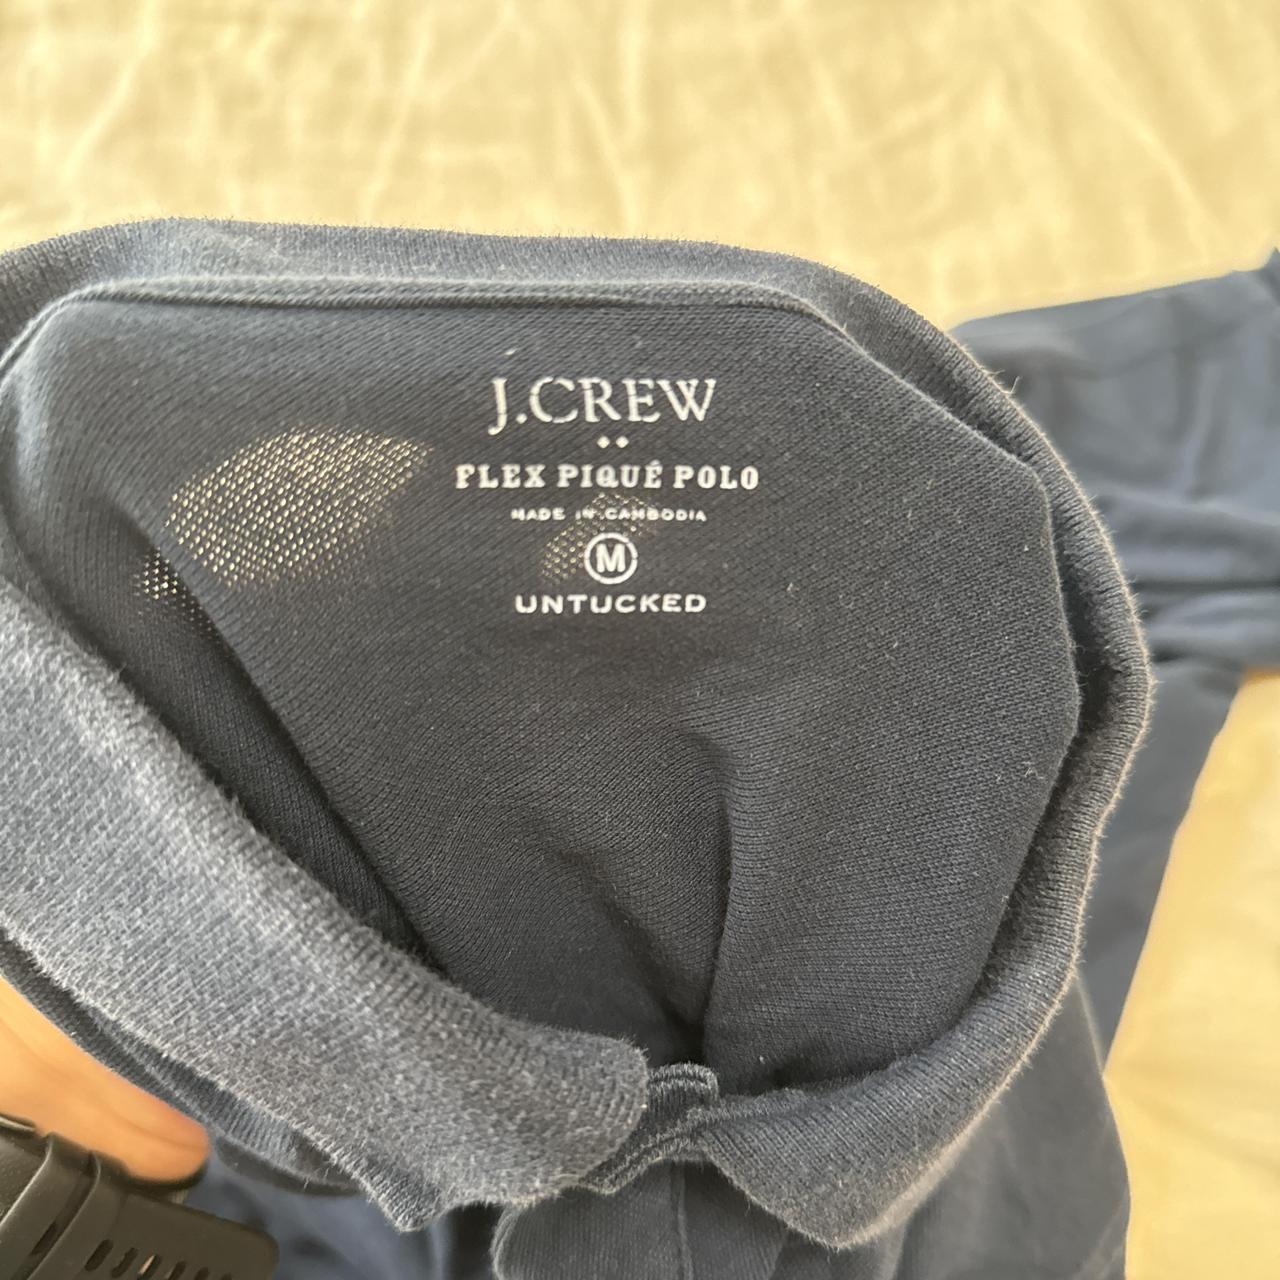 J.CREW
FLEX PIQUÉ POLO
MADE IN CAMBODIA
M
UNTUCKED